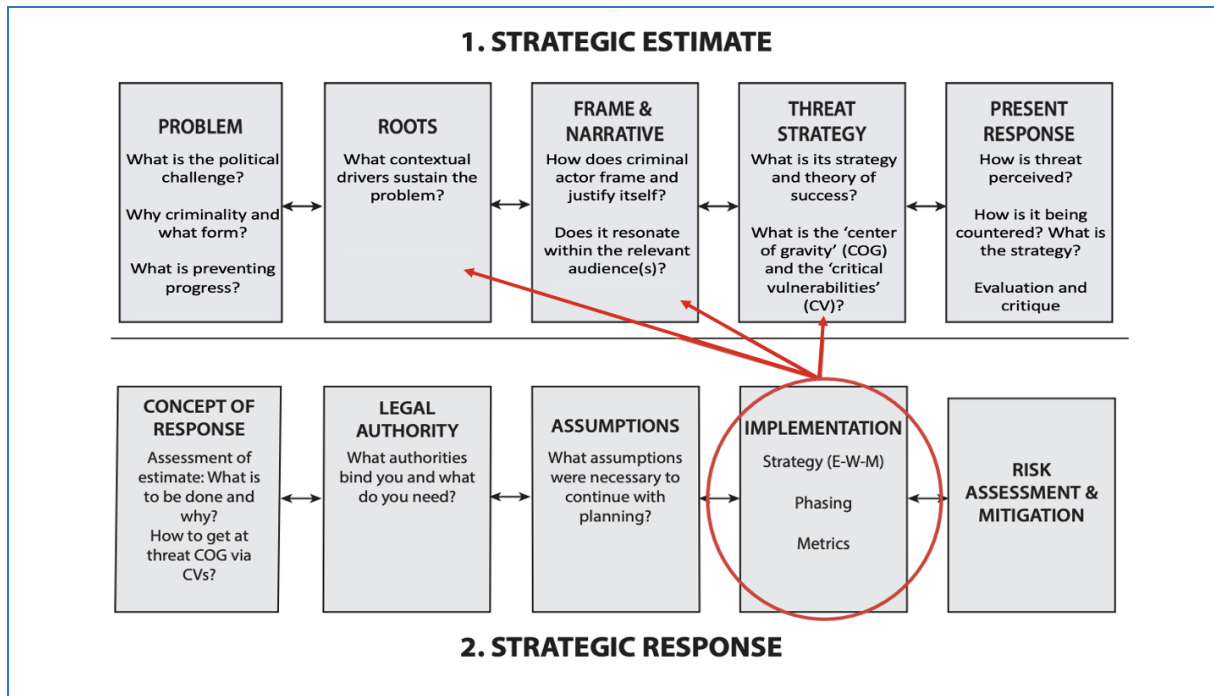 1. STRATEGIC ESTIMATE
PROBLEM
What is the political
challenge?
Why criminality and
what form?
What is preventing
progress?
ROOTS
What contextual
drivers sustain the
problem?
FRAME &
NARRATIVE
How does criminal
actor frame and
justify itself?
Does it resonate
within the relevant
audience(s)?
THREAT
STRATEGY
What is its strategy
and theory of
success?
What is the ‘center
of gravity’ (COG)
and the ‘critical
vulnerabilities’
(CV)?
PRESENT
RESPONSE
How is threat
perceived?
How is it being
countered? What is
the strategy?
Evaluation and
critique
CONCEPT OF
RESPONSE
Assessment of
estimate: What is
to be done and
why?
How to get at
threat COG via
CVs?
LEGAL
AUTHORITY
What authorities
bind you and what
do you need?
ASSUMPTIONS
What assumptions
were necessary to
continue with
planning?
IMPLEMENTATION
Strategy (E-W-M)
Phasing
Metrics
RISK
ASSESSMENT &
MITIGATION
2. STRATEGIC RESPONSE